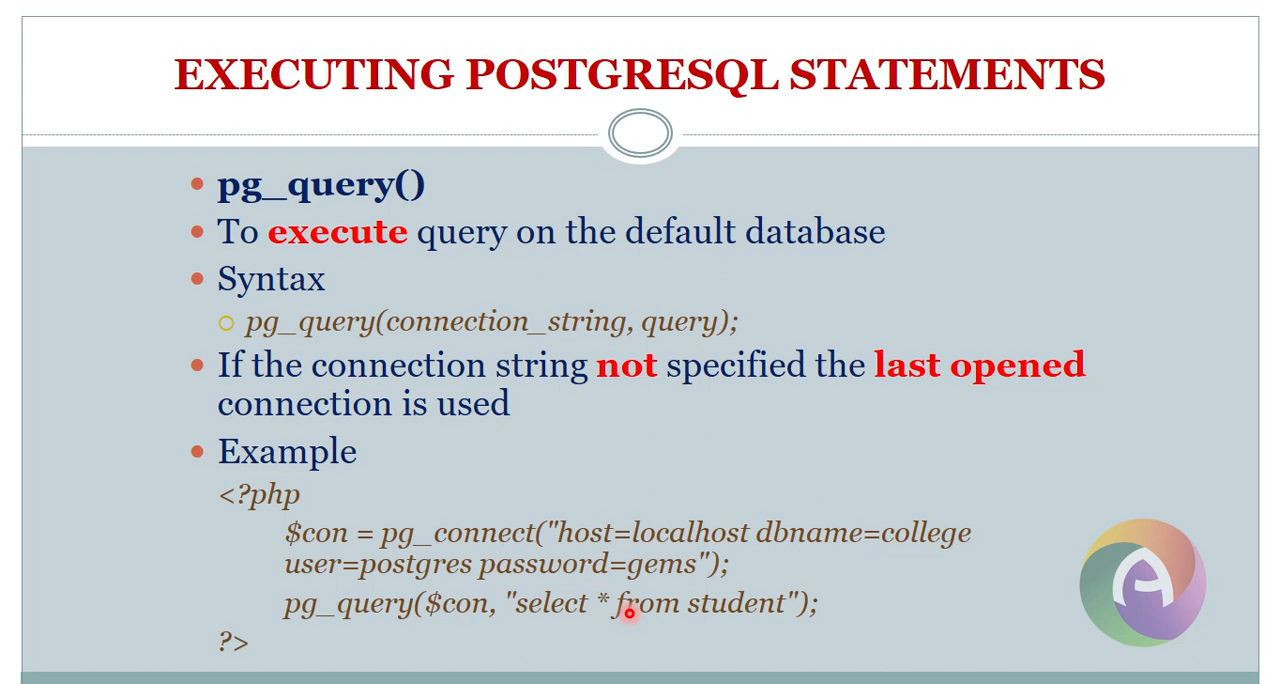 EXECUTING POSTGRESQL STATEMENTS
pg_query()
To execute query on the default database
Syntax
pg_query(connection_string, query);
If the connection string not specified the last opened
connection is used
Example
<?php
$con = pg_connect("host=localhost dbname=college
user=postgres password=gems");
pg_query($con, "select * from student");
?>